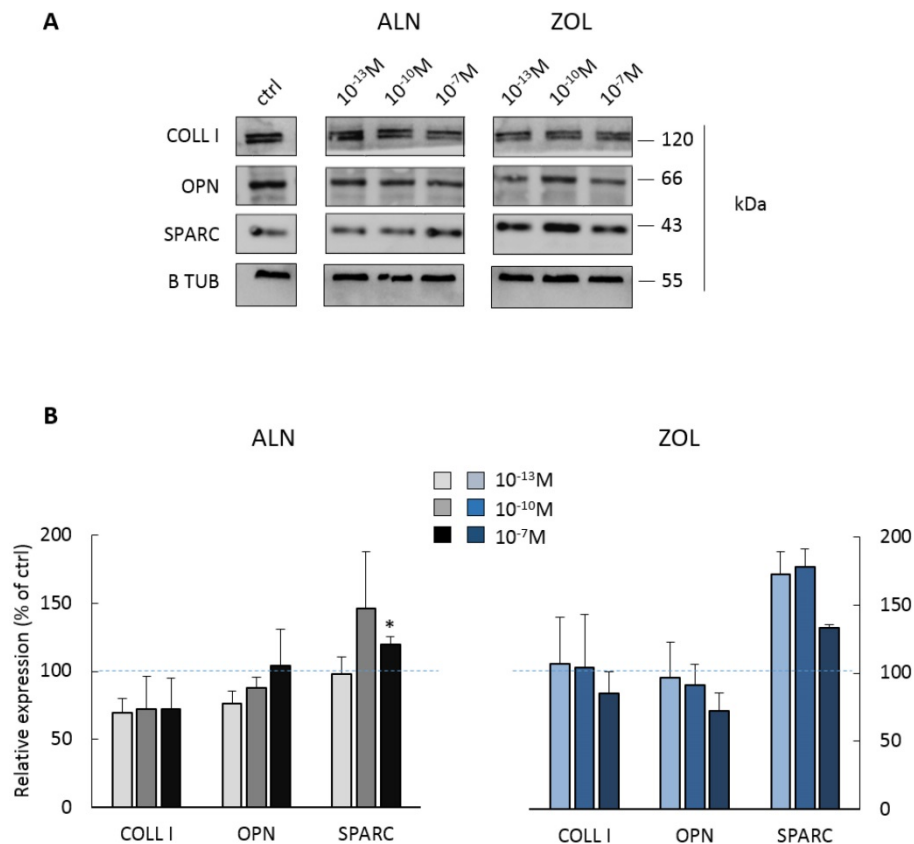 A
ALN
ZOL
ctrl
10⁻¹³M
10⁻¹⁰M
10⁻⁷M
10⁻¹³M
10⁻¹⁰M
10⁻⁷M
COLL I
120
OPN
66
kDa
SPARC
43
B TUB
55
B
ALN
ZOL
10⁻¹³M
10⁻¹⁰M
10⁻⁷M
Relative expression (% of ctrl)
200
150
100
50
0
*
COLL I
OPN
SPARC
200
150
100
50
0
COLL I
OPN
SPARC